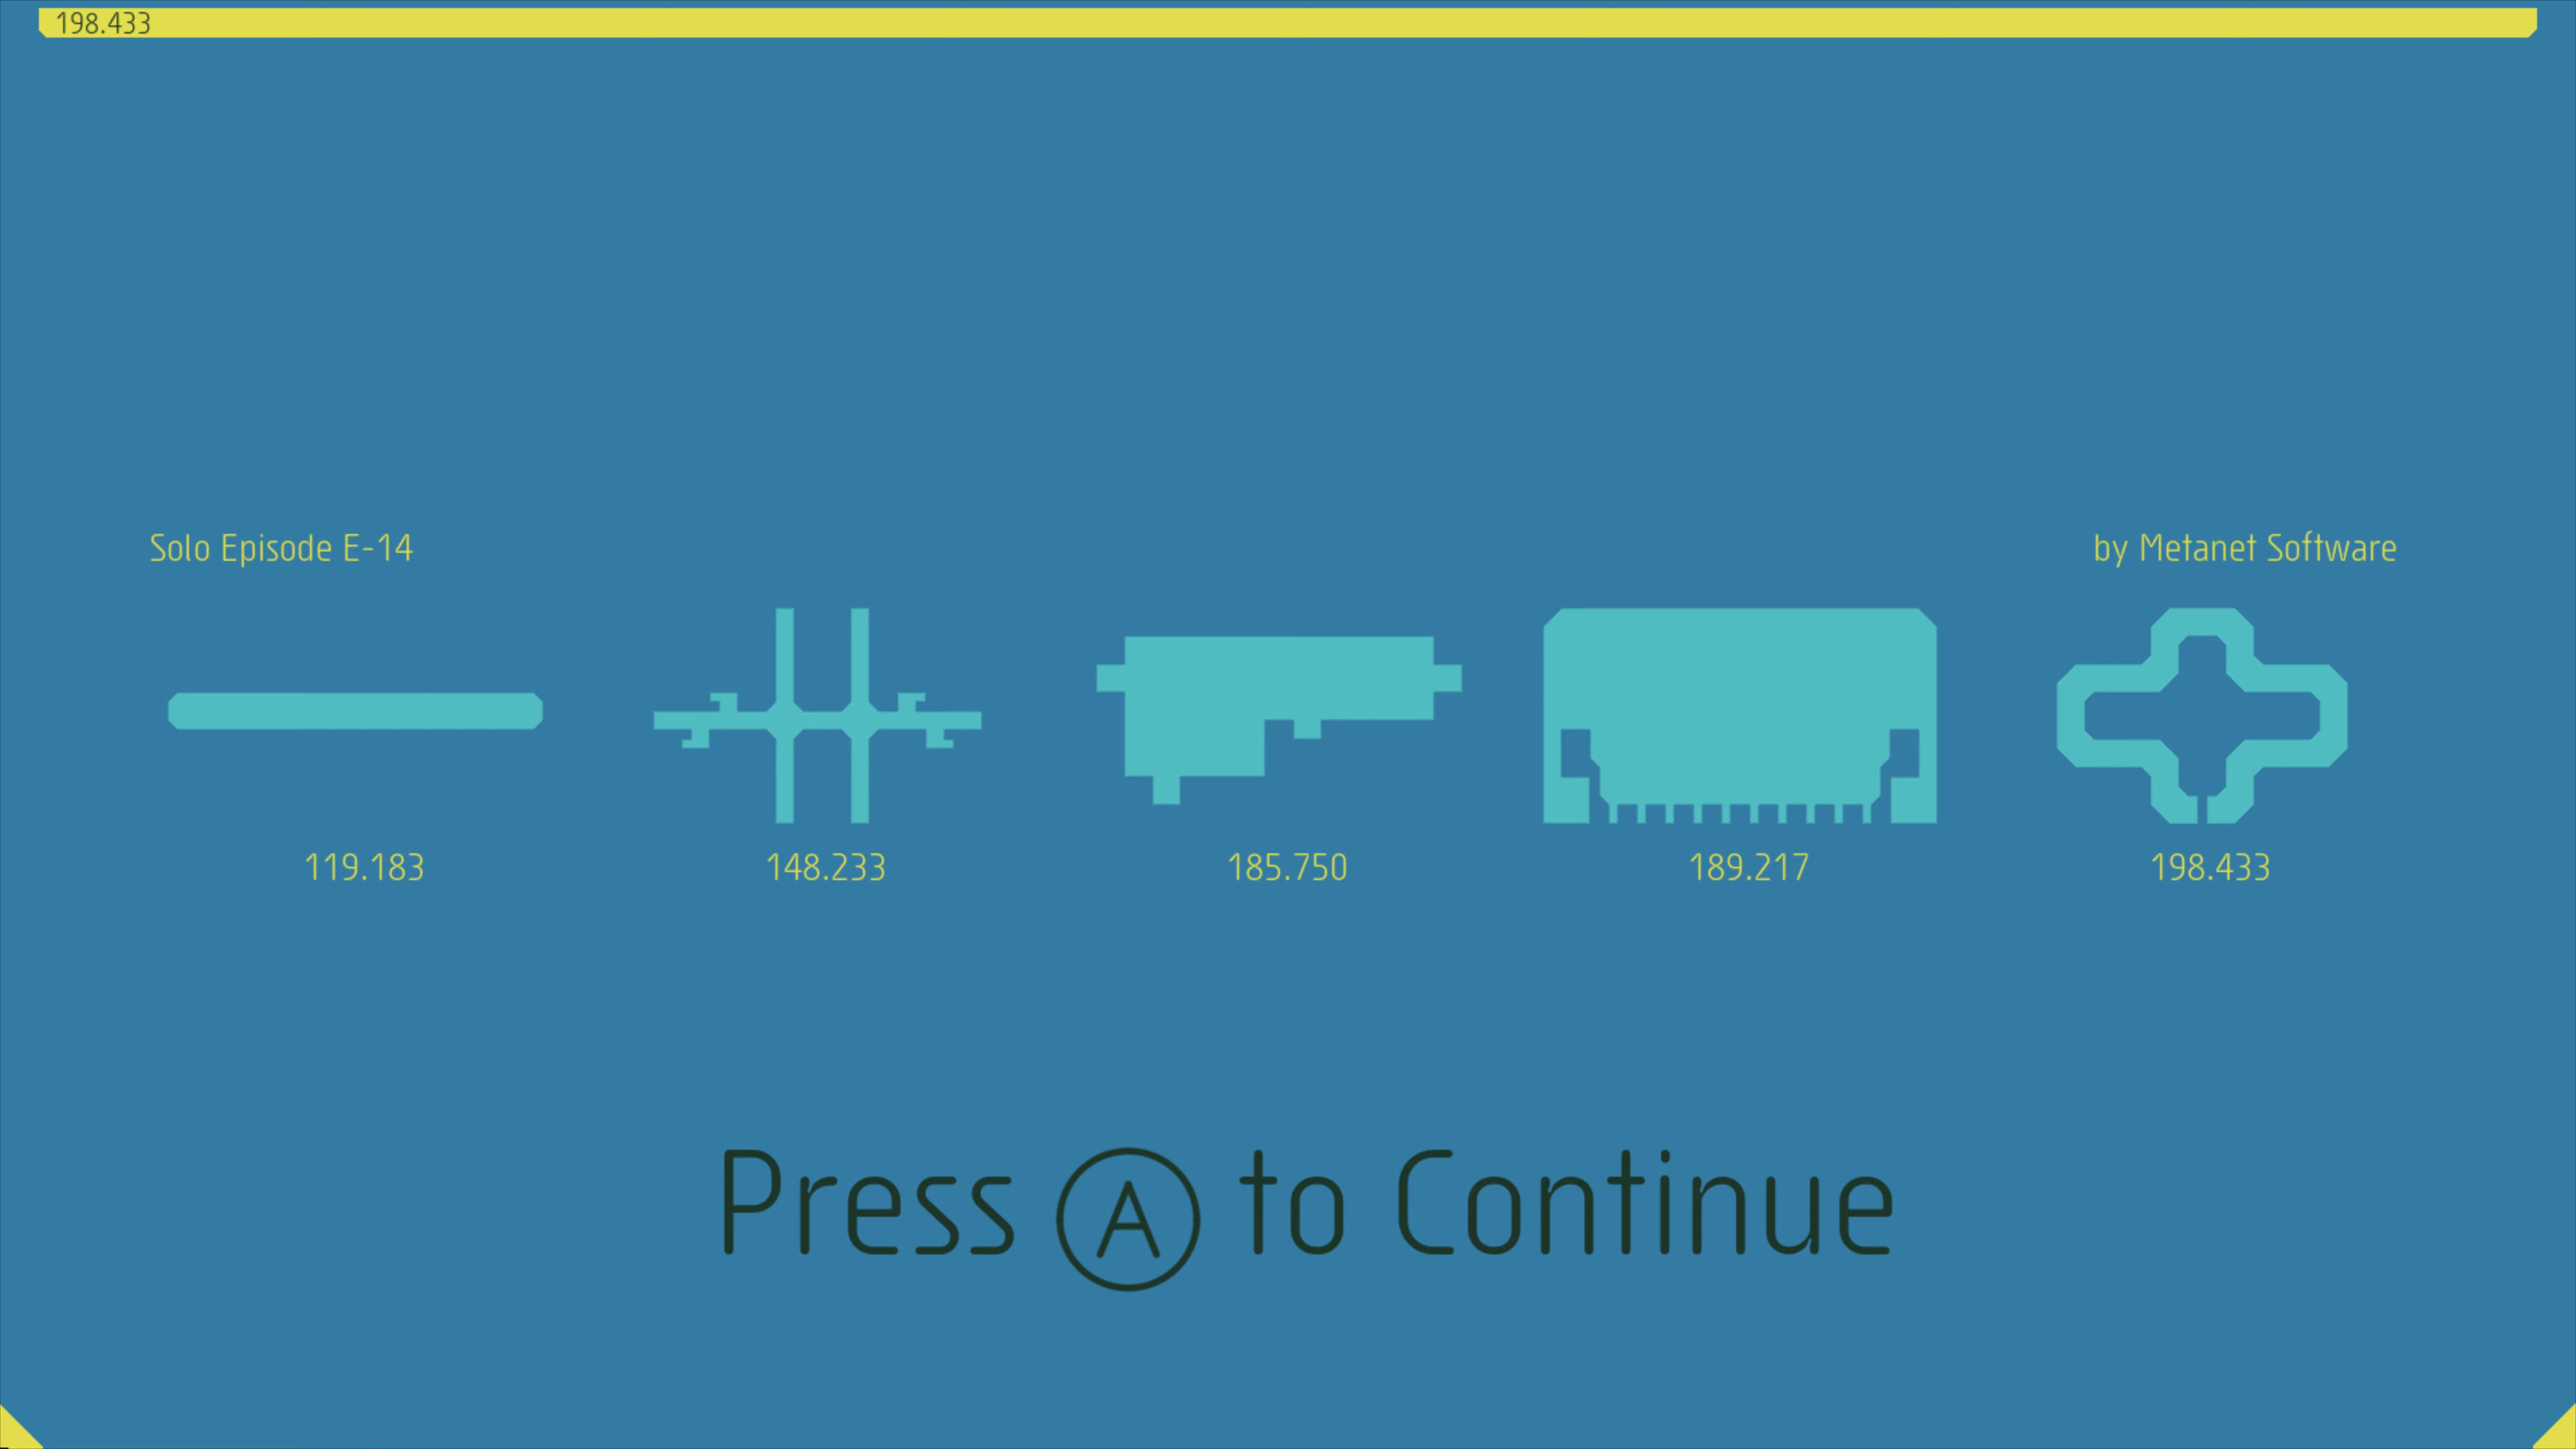 198.433
Solo Episode E-14
by Metanet Software
119.183
148.233
185.750
189.217
198.433
Press A to Continue